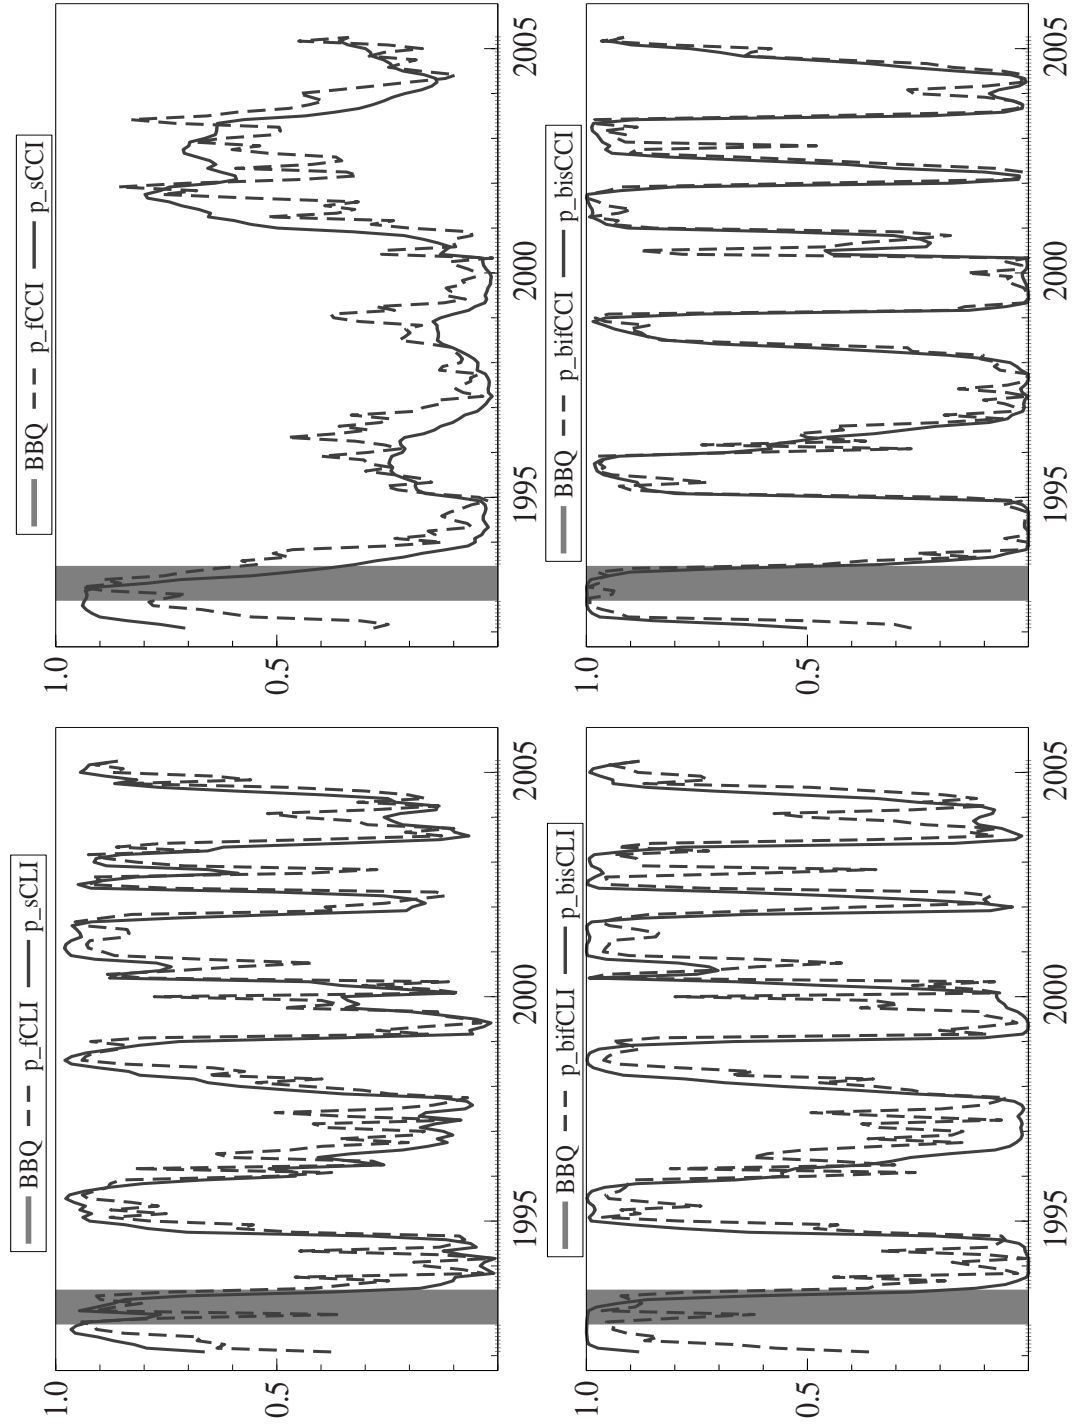 BBQ p_fCLI p_sCLI
1.0
0.5
1995 2000 2005
BBQ p_fCCI p_sCCI
1.0
0.5
1995 2000 2005
BBQ p_bifCLI p_bisCLI
1.0
0.5
1995 2000 2005
BBQ p_bifCCI p_bisCCI
1.0
0.5
1995 2000 2005